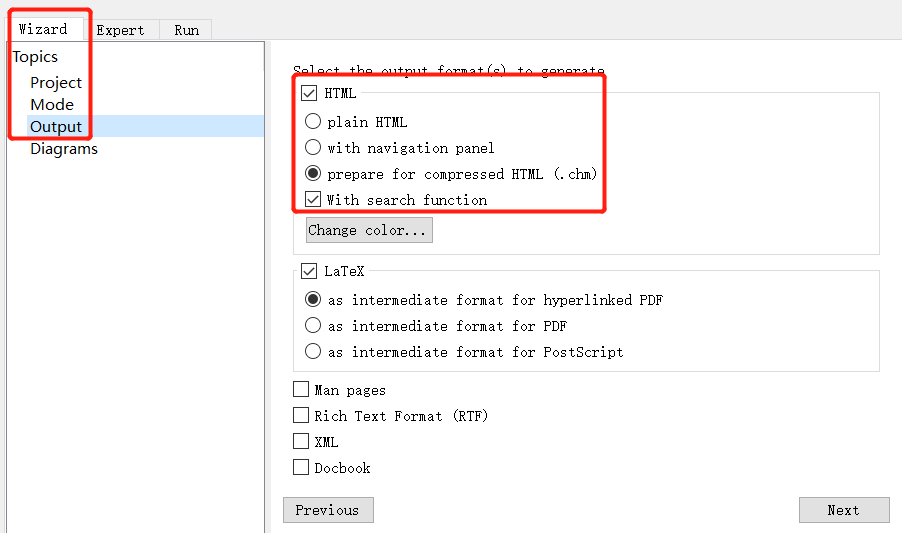 Wizard Expert Run
Topics
Project
Mode
Output
Diagrams
Select the output format(s) to generate
HTML
plain HTML
with navigation panel
prepare for compressed HTML (.chm)
With search function
Change color...
LaTeX
as intermediate format for hyperlinked PDF
as intermediate format for PDF
as intermediate format for PostScript
Man pages
Rich Text Format (RTF)
XML
Docbook
Previous Next